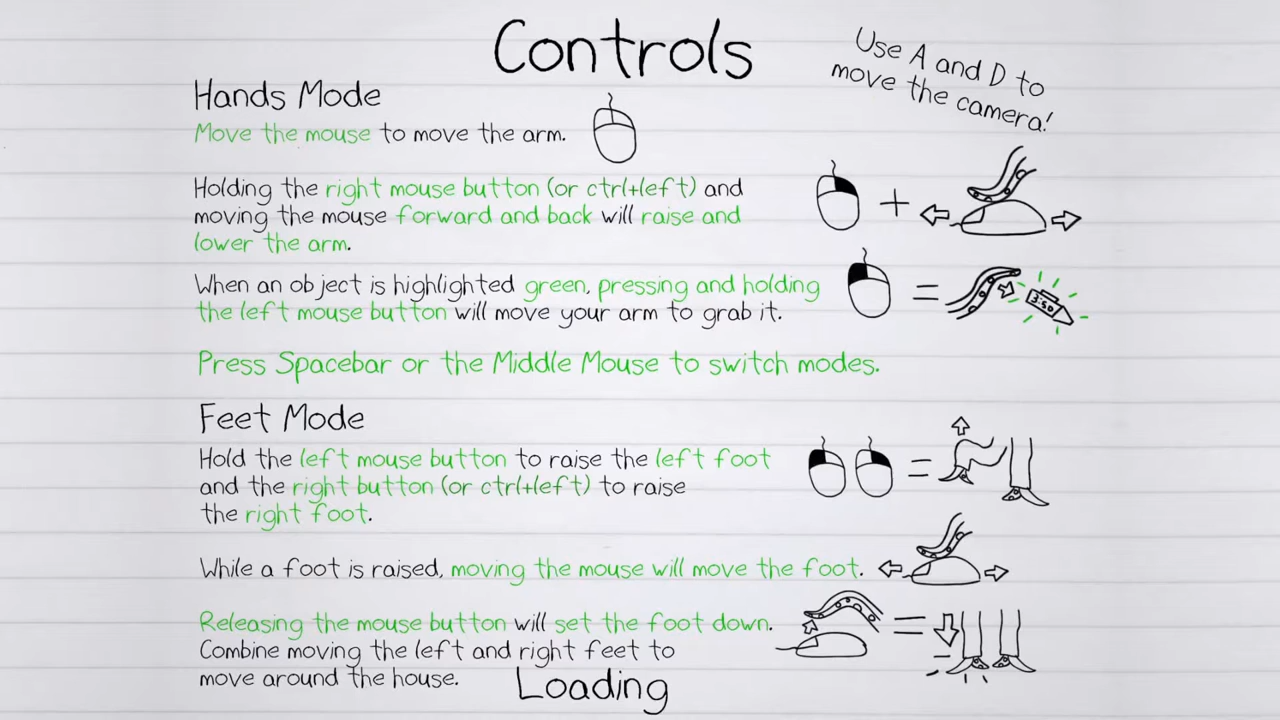 Controls
Use A and D to
move the camera!
Hands Mode
Move the mouse to move the arm.
Holding the right mouse button (or ctrl+left) and
moving the mouse forward and back will raise and
lower the arm.
When an object is highlighted green, pressing and holding
the left mouse button will move your arm to grab it.
3:50
Press Spacebar or the Middle Mouse to switch modes.
Feet Mode
Hold the left mouse button to raise the left foot
and the right button (or ctrl+left) to raise
the right foot.
While a foot is raised, moving the mouse will move the foot.
Releasing the mouse button will set the foot down.
Combine moving the left and right feet to
move around the house.
Loading